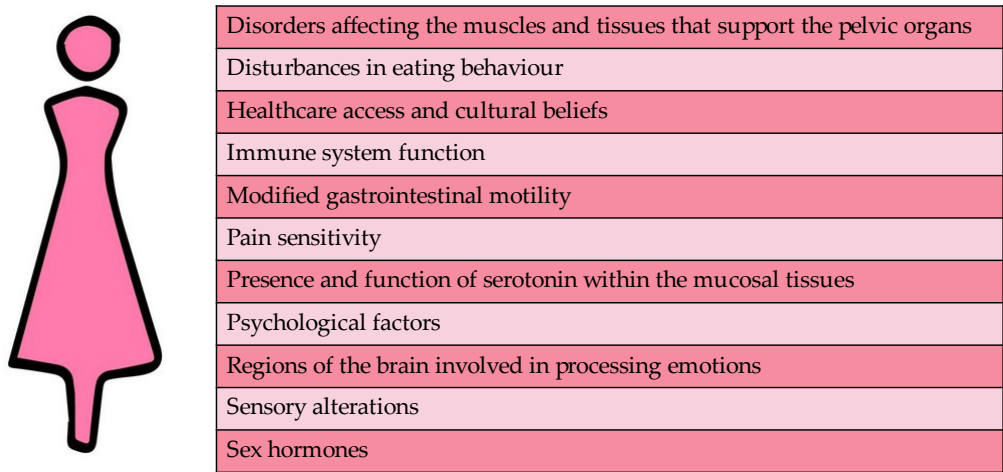 Disorders affecting the muscles and tissues that support the pelvic organs
Disturbances in eating behaviour
Healthcare access and cultural beliefs
Immune system function
Modified gastrointestinal motility
Pain sensitivity
Presence and function of serotonin within the mucosal tissues
Psychological factors
Regions of the brain involved in processing emotions
Sensory alterations
Sex hormones